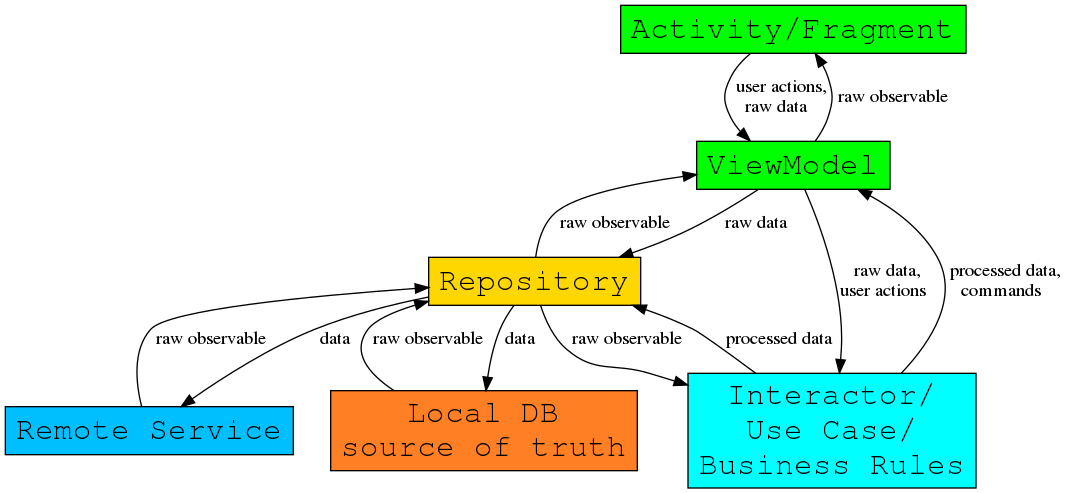 Activity/Fragment
user actions,
raw data
raw observable
ViewModel
raw observable
raw data
raw data,
user actions
processed data,
commands
Repository
raw observable
data
raw observable
data
raw observable
processed data
Remote Service
Local DB
source of truth
Interactor/
Use Case/
Business Rules